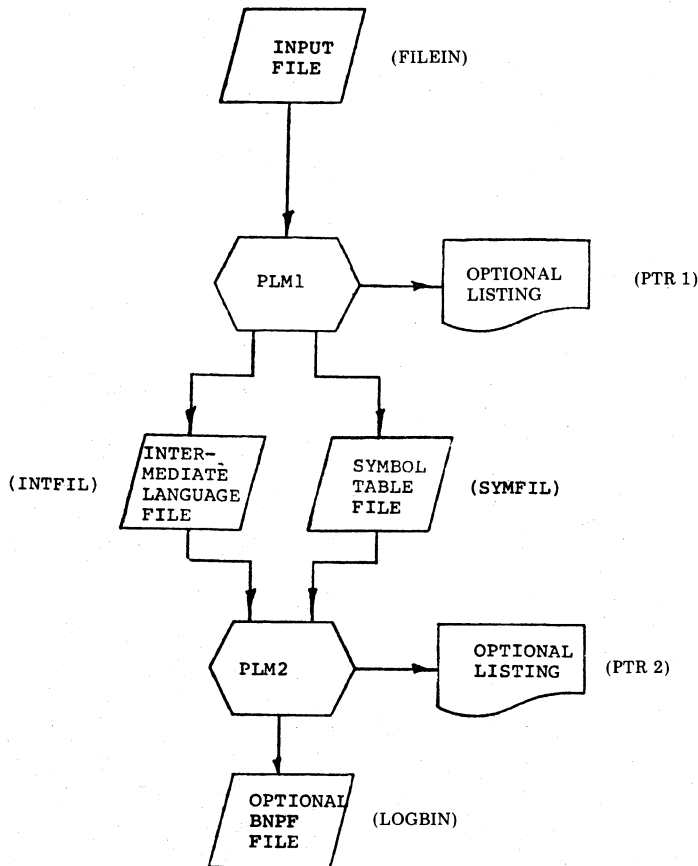 INPUT
FILE
(FILEIN)
PLM1
OPTIONAL
LISTING
(PTR 1)
(INTFIL)
INTER-
MEDIATE
LANGUAGE
FILE
SYMBOL
TABLE
FILE
(SYMFIL)
PLM2
OPTIONAL
LISTING
(PTR 2)
OPTIONAL
BNPF
FILE
(LOGBIN)